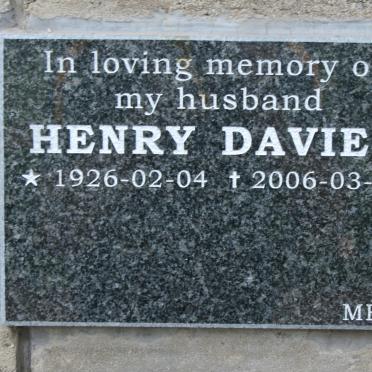 In loving memory o
my husband
HENRY DAVIE
★ 1926-02-04 ✝ 2006-03-